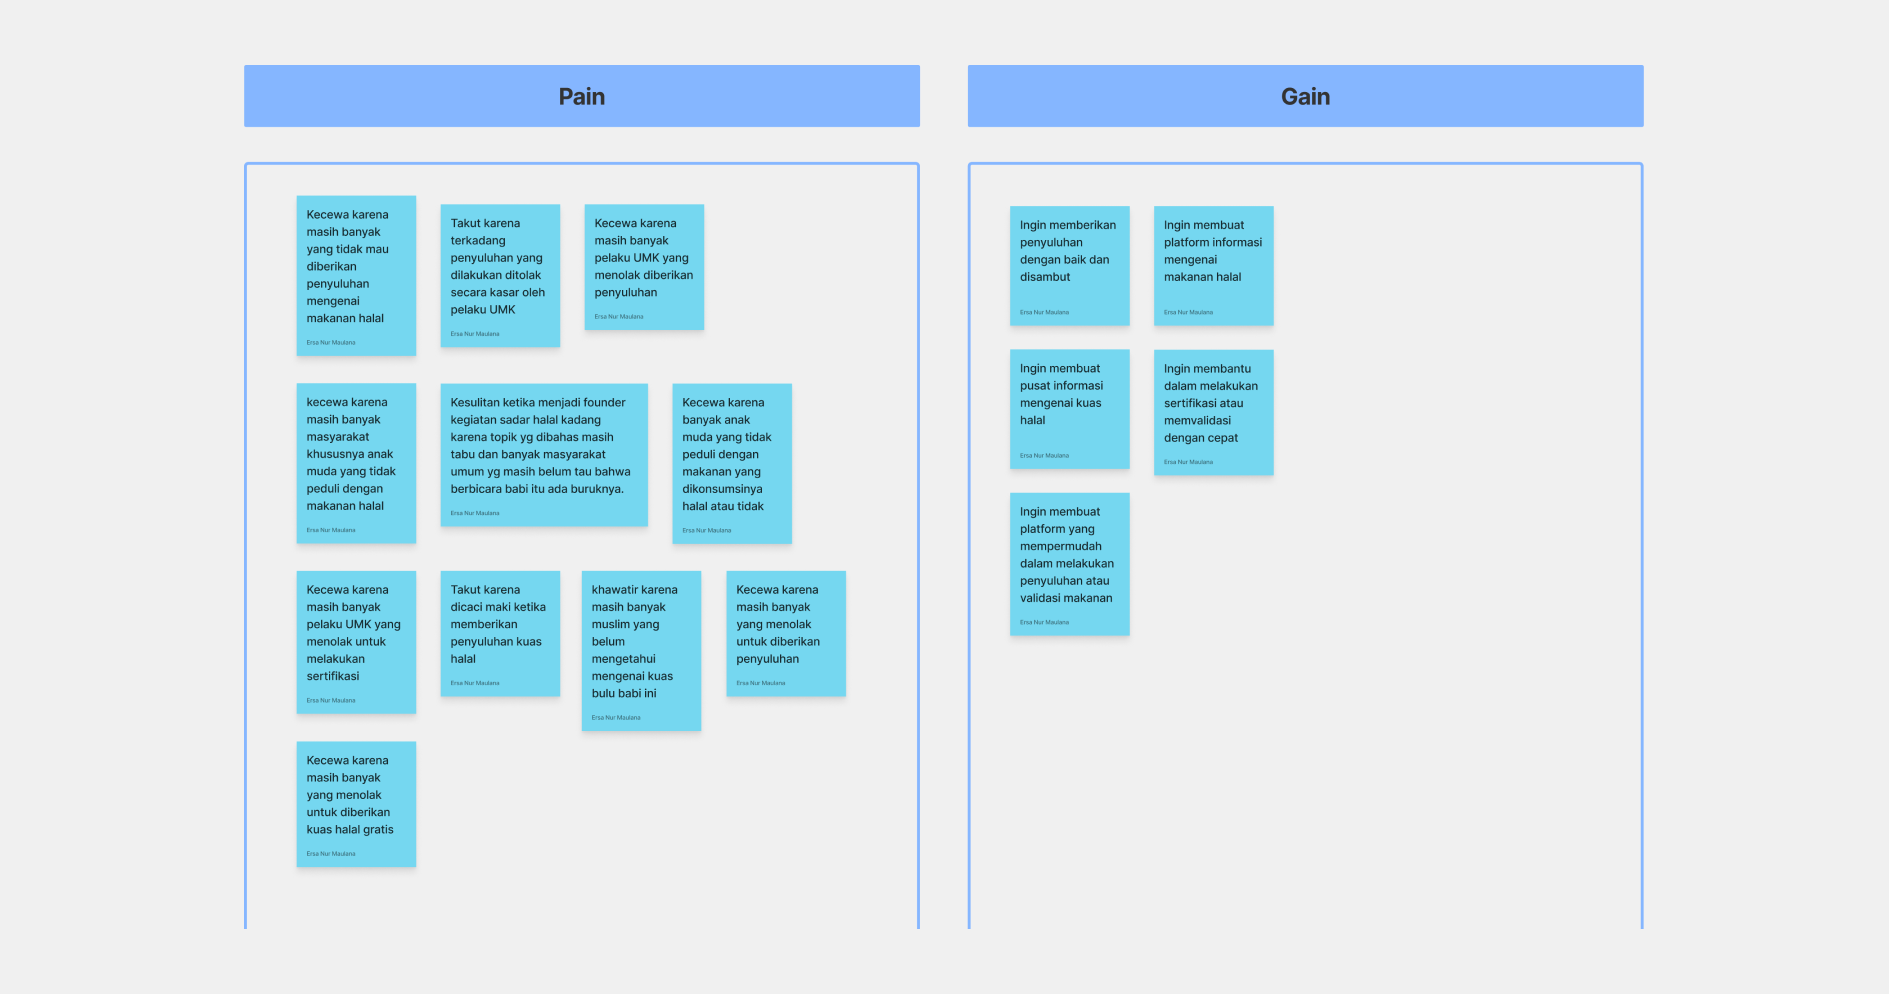 Pain
Kecewa karena
masih banyak
yang tidak mau
diberikan
penyuluhan
mengenai
makanan halal
Ersa Nur Maulana
Takut karena
terkadang
penyuluhan yang
dilakukan ditolak
secara kasar oleh
pelaku UMK
Ersa Nur Maulana
Kecewa karena
masih banyak
pelaku UMK yang
menolak diberikan
penyuluhan
Ersa Nur Maulana
kecewa karena
masih banyak
masyarakat
khususnya anak
muda yang tidak
peduli dengan
makanan halal
Ersa Nur Maulana
Kesulitan ketika menjadi founder
kegiatan sadar halal kadang
karena topik yg dibahas masih
tabu dan banyak masyarakat
umum yg masih belum tau bahwa
berbicara babi itu ada buruknya.
Ersa Nur Maulana
Kecewa karena
banyak anak
muda yang tidak
peduli dengan
makanan yang
dikonsumsinya
halal atau tidak
Ersa Nur Maulana
Kecewa karena
masih banyak
pelaku UMK yang
menolak untuk
melakukan
sertifikasi
Ersa Nur Maulana
Takut karena
dicaci maki ketika
memberikan
penyuluhan kuas
halal
Ersa Nur Maulana
khawatir karena
masih banyak
muslim yang
belum
mengetahui
mengenai kuas
bulu babi ini
Ersa Nur Maulana
Kecewa karena
masih banyak
yang menolak
untuk diberikan
penyuluhan
Ersa Nur Maulana
Kecewa karena
masih banyak
yang menolak
untuk diberikan
kuas halal gratis
Ersa Nur Maulana
Gain
Ingin memberikan
penyuluhan
dengan baik dan
disambut
Ersa Nur Maulana
Ingin membuat
platform informasi
mengenai
makanan halal
Ersa Nur Maulana
Ingin membuat
pusat informasi
mengenai kuas
halal
Ersa Nur Maulana
Ingin membantu
dalam melakukan
sertifikasi atau
memvalidasi
dengan cepat
Ersa Nur Maulana
Ingin membuat
platform yang
mempermudah
dalam melakukan
penyuluhan atau
validasi makanan
Ersa Nur Maulana